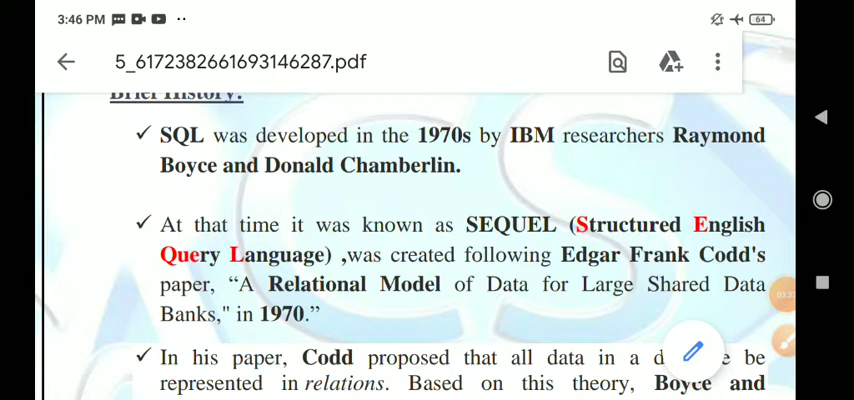 3:46 PM
64
5_6172382661693146287.pdf
Brief History:
✓ SQL was developed in the 1970s by IBM researchers Raymond
Boyce and Donald Chamberlin.
✓ At that time it was known as SEQUEL (Structured English
Query Language) ,was created following Edgar Frank Codd's
paper, “A Relational Model of Data for Large Shared Data
Banks," in 1970.”
✓ In his paper, Codd proposed that all data in a d e be
represented in relations. Based on this theory, Boyce and